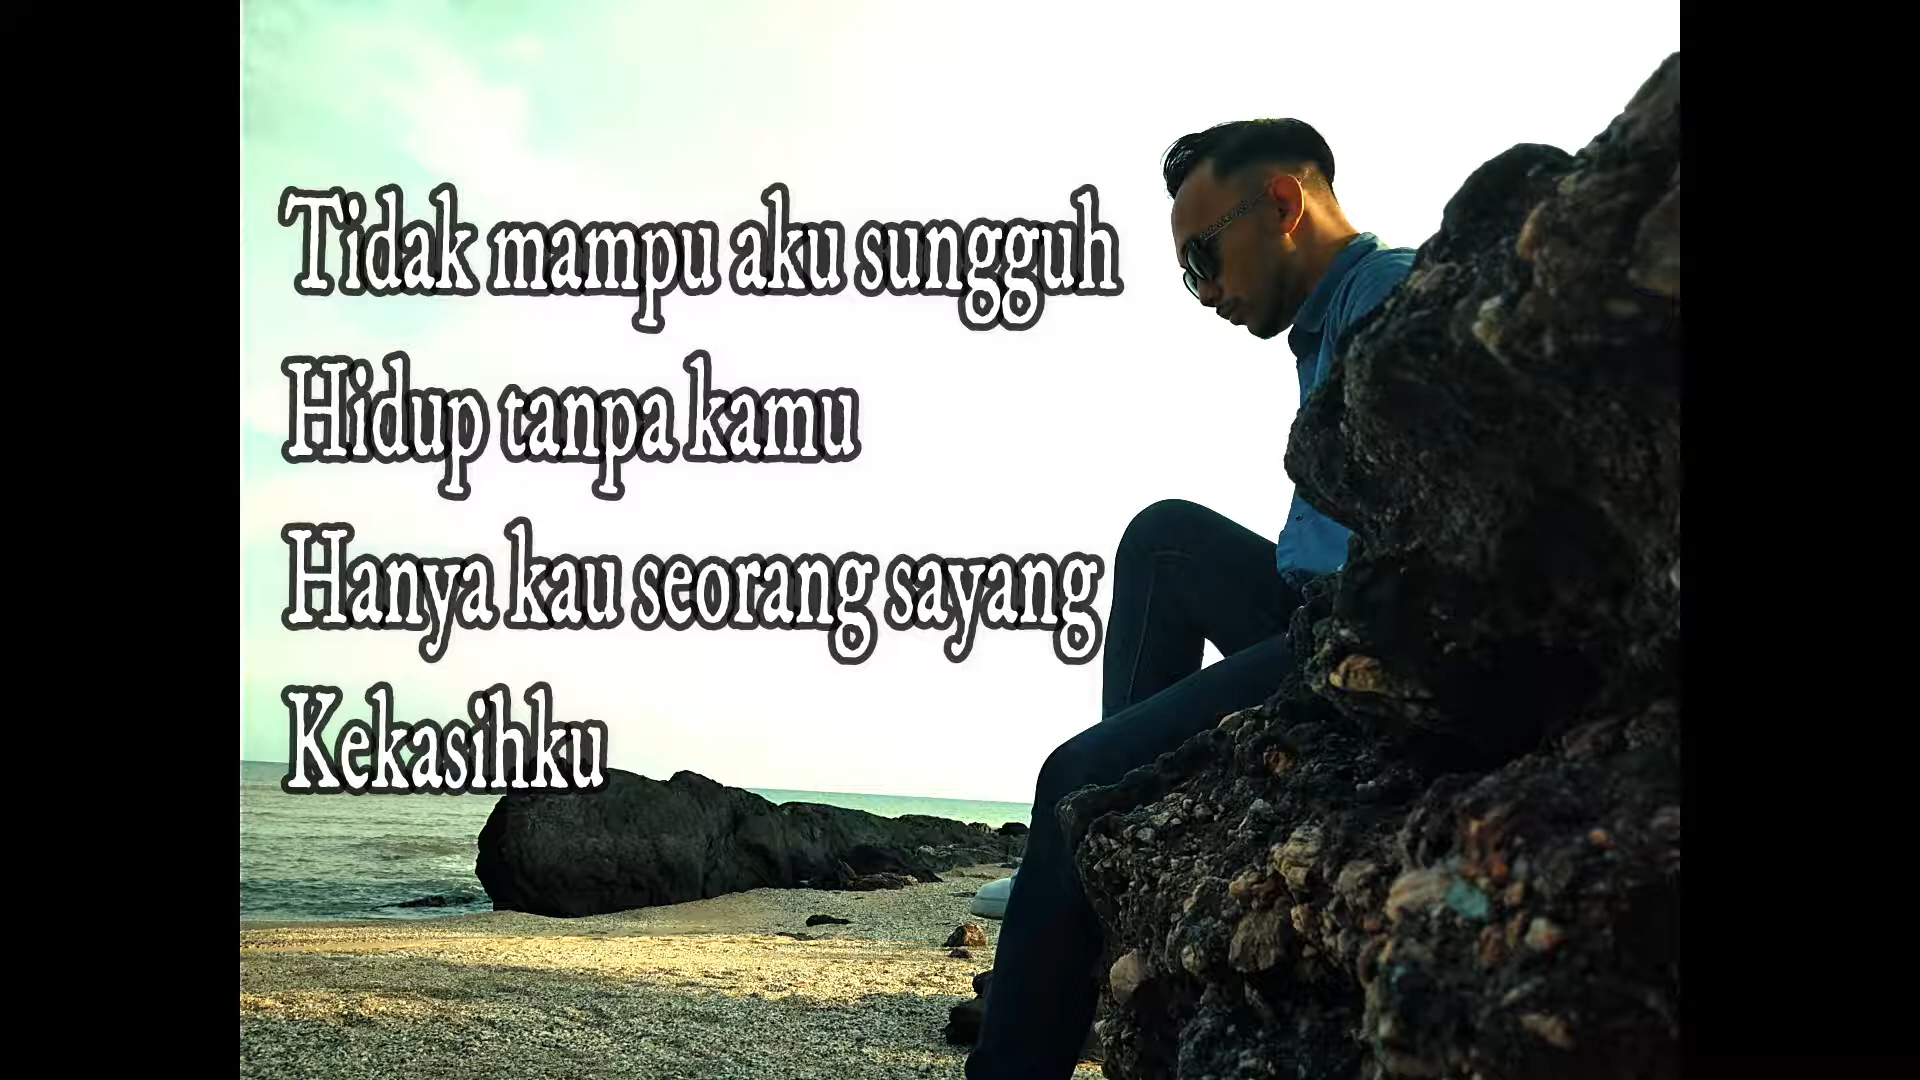 Tidak mampu aku sungguh
Hidup tanpa kamu
Hanya kau seorang sayang
Kekasihku